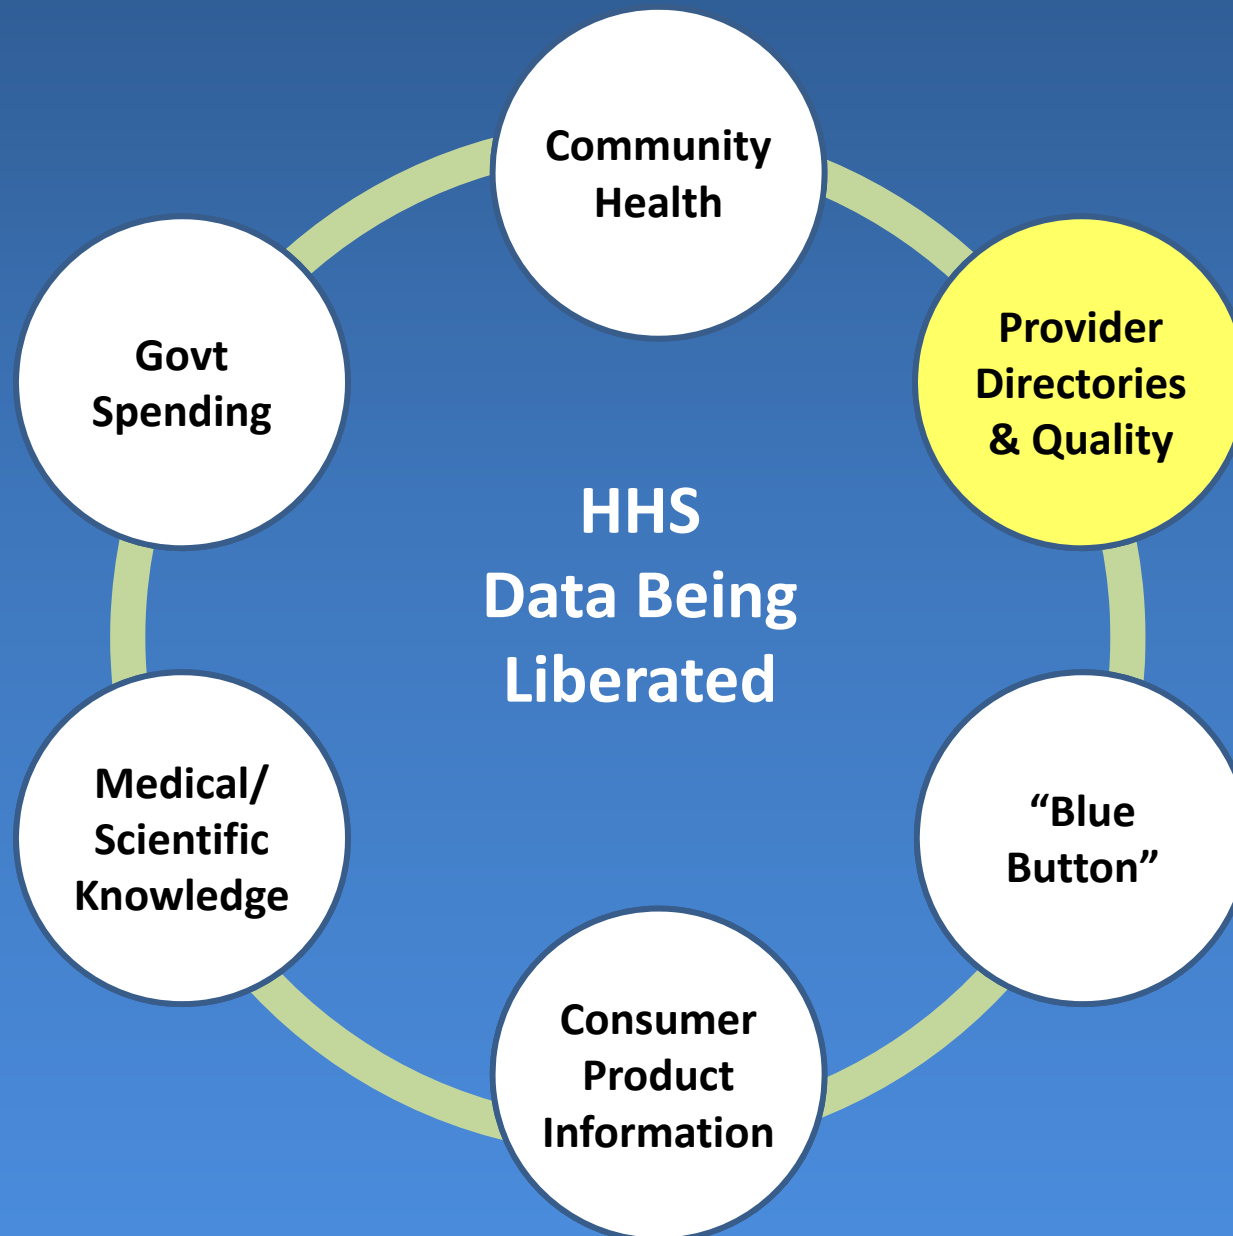 Community
Health
Provider
Directories
& Quality
Govt
Spending
HHS
Data Being
Liberated
Medical/
Scientific
Knowledge
“Blue
Button”
Consumer
Product
Information